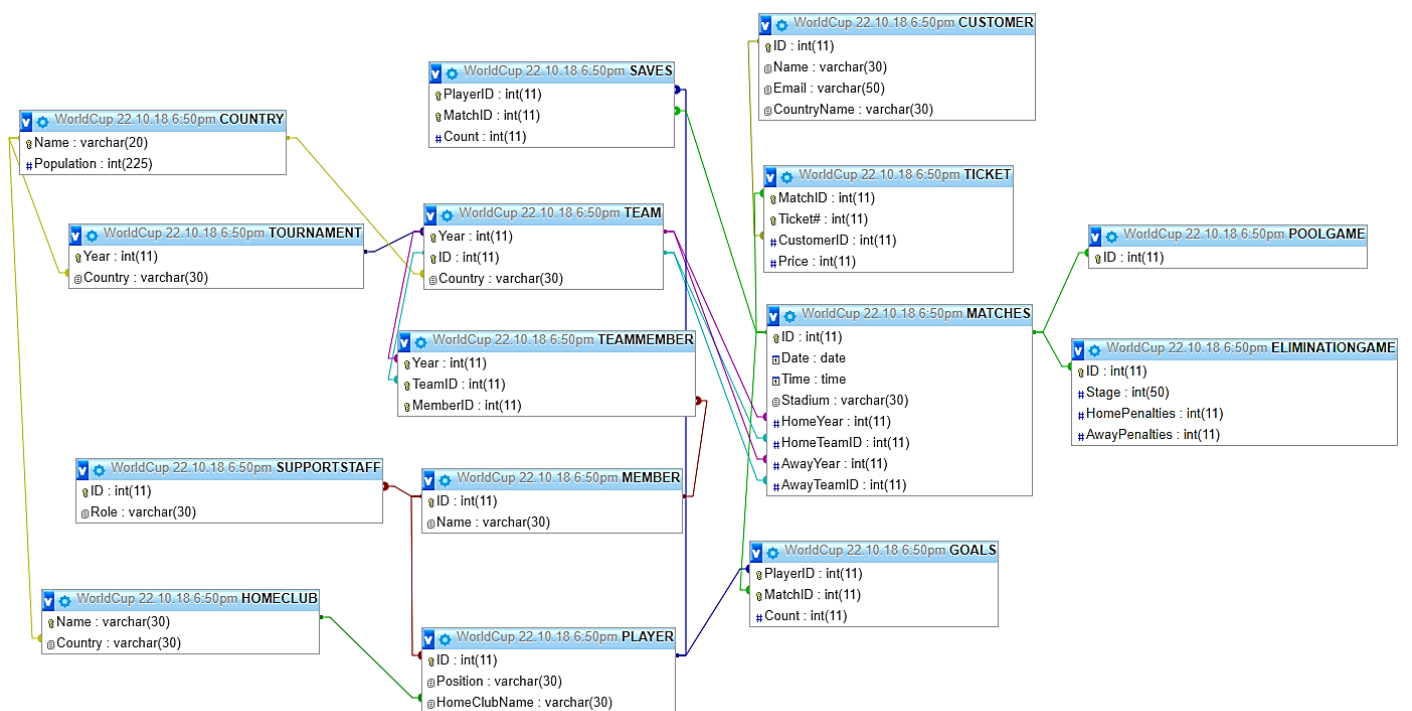 WorldCup 22.10.18 6:50pm CUSTOMER
ID : int(11)
Name : varchar(30)
Email : varchar(50)
CountryName : varchar(30)
WorldCup 22.10.18 6:50pm SAVES
PlayerID : int(11)
MatchID : int(11)
Count : int(11)
WorldCup 22.10.18 6:50pm COUNTRY
Name : varchar(20)
Population : int(225)
WorldCup 22.10.18 6:50pm TICKET
MatchID : int(11)
Ticket# : int(11)
CustomerID : int(11)
Price : int(11)
WorldCup 22.10.18 6:50pm TEAM
Year : int(11)
ID : int(11)
Country : varchar(30)
WorldCup 22.10.18 6:50pm TOURNAMENT
Year : int(11)
Country : varchar(30)
WorldCup 22.10.18 6:50pm POOLGAME
ID : int(11)
WorldCup 22.10.18 6:50pm MATCHES
ID : int(11)
Date : date
Time : time
Stadium : varchar(30)
HomeYear : int(11)
HomeTeamID : int(11)
AwayYear : int(11)
AwayTeamID : int(11)
WorldCup 22.10.18 6:50pm TEAMMEMBER
Year : int(11)
TeamID : int(11)
MemberID : int(11)
WorldCup 22.10.18 6:50pm ELIMINATIONGAME
ID : int(11)
Stage : int(50)
HomePenalties : int(11)
AwayPenalties : int(11)
WorldCup 22.10.18 6:50pm SUPPORTSTAFF
ID : int(11)
Role : varchar(30)
WorldCup 22.10.18 6:50pm MEMBER
ID : int(11)
Name : varchar(30)
WorldCup 22.10.18 6:50pm GOALS
PlayerID : int(11)
MatchID : int(11)
Count : int(11)
WorldCup 22.10.18 6:50pm HOMECLUB
Name : varchar(30)
Country : varchar(30)
WorldCup 22.10.18 6:50pm PLAYER
ID : int(11)
Position : varchar(30)
HomeClubName : varchar(30)